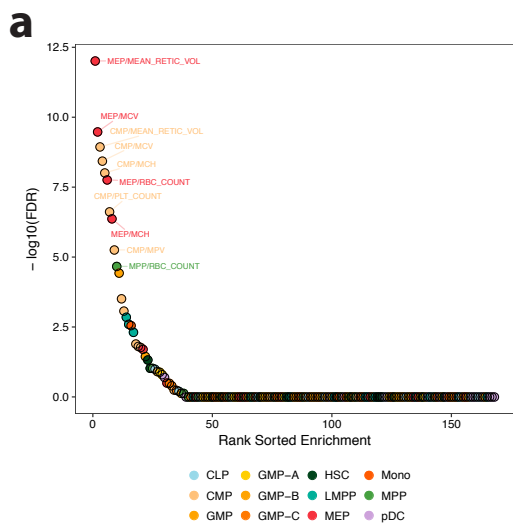 a
12.5
10.0
7.5
5.0
2.5
0.0
− log10(FDR)
MEP/MEAN_RETIC_VOL
MEP/MCV
CMP/MEAN_RETIC_VOL
CMP/MCV
CMP/MCH
MEP/RBC_COUNT
CMP/PLT_COUNT
MEP/MCH
CMP/MPV
MPP/RBC_COUNT
0 50 100 150
Rank Sorted Enrichment
CLP GMP−A HSC Mono
CMP GMP−B LMPP MPP
GMP GMP−C MEP pDC